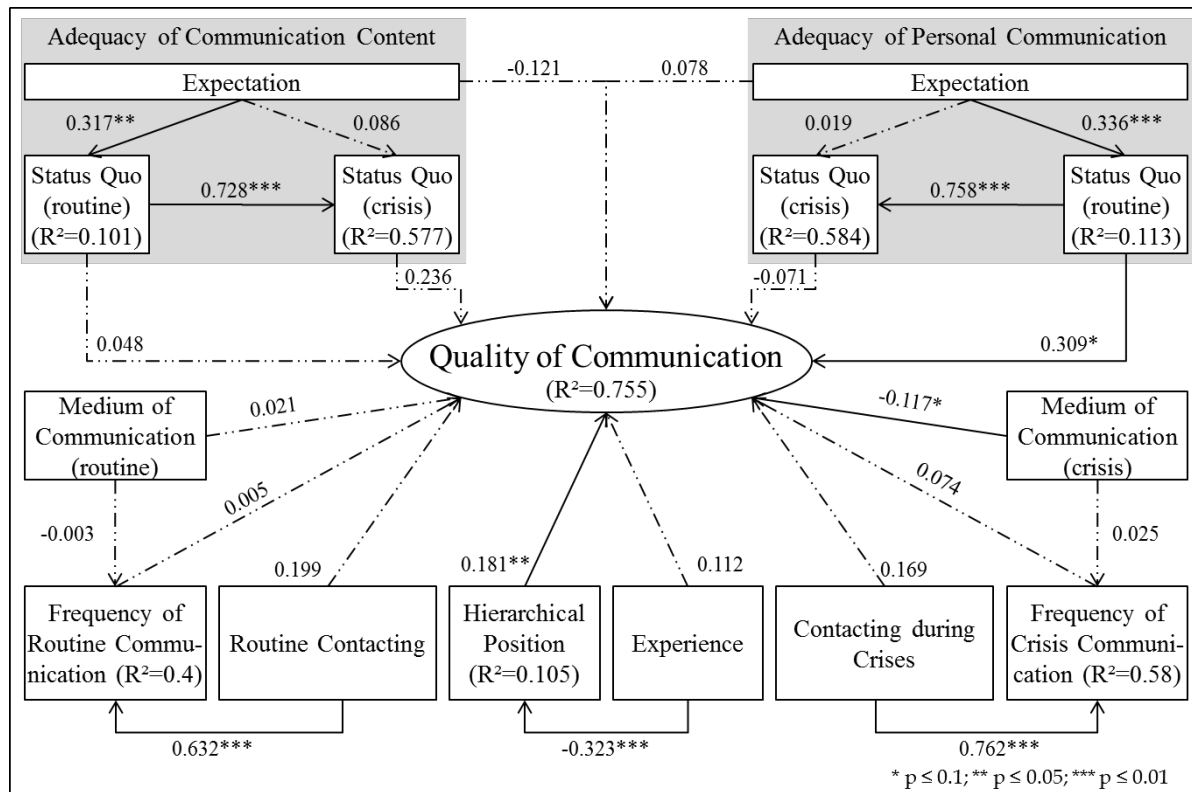 Adequacy of Communication Content
Adequacy of Personal Communication
-0.121
0.078
Expectation
Expectation
0.317**
0.086
0.019
0.336***
Status Quo
(routine)
(R²=0.101)
0.728***
Status Quo
(crisis)
(R²=0.577)
Status Quo
(crisis)
(R²=0.584)
0.758***
Status Quo
(routine)
(R²=0.113)
0.236
-0.071
0.048
Quality of Communication
(R²=0.755)
0.309*
Medium of
Communication
(routine)
0.021
-0.117*
Medium of
Communication
(crisis)
0.005
0.074
-0.003
0.025
0.199
0.181**
0.112
0.169
Frequency of
Routine Commu-
nication (R²=0.4)
Routine Contacting
Hierarchical
Position
(R²=0.105)
Experience
Contacting during
Crises
Frequency of
Crisis Communi-
cation (R²=0.58)
0.632***
-0.323***
0.762***
* p ≤ 0.1; ** p ≤ 0.05; *** p ≤ 0.01